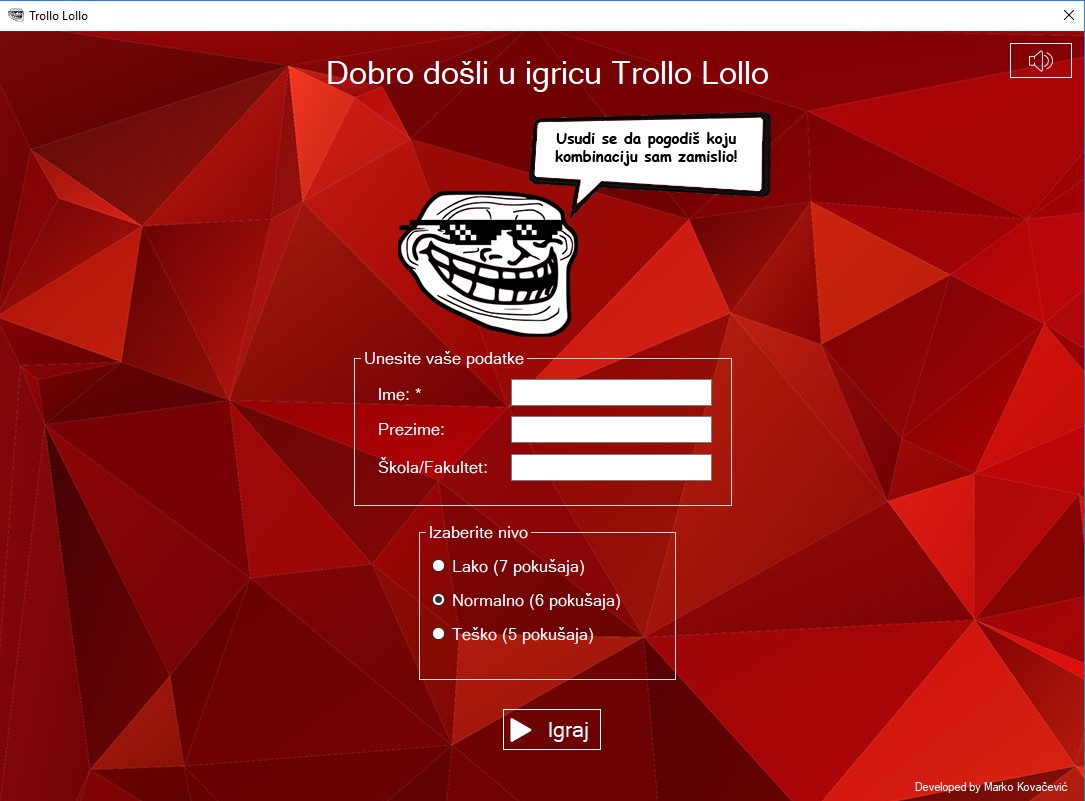 Trollo Lollo
Dobro došli u igricu Trollo Lollo
Usudi se da pogodiš koju
kombinaciju sam zamislio!
Unesite vaše podatke
Ime: *
Prezime:
Škola/Fakultet:
Izaberite nivo
Lako (7 pokušaja)
Normalno (6 pokušaja)
Teško (5 pokušaja)
Igraj
Developed by Marko Kovačević